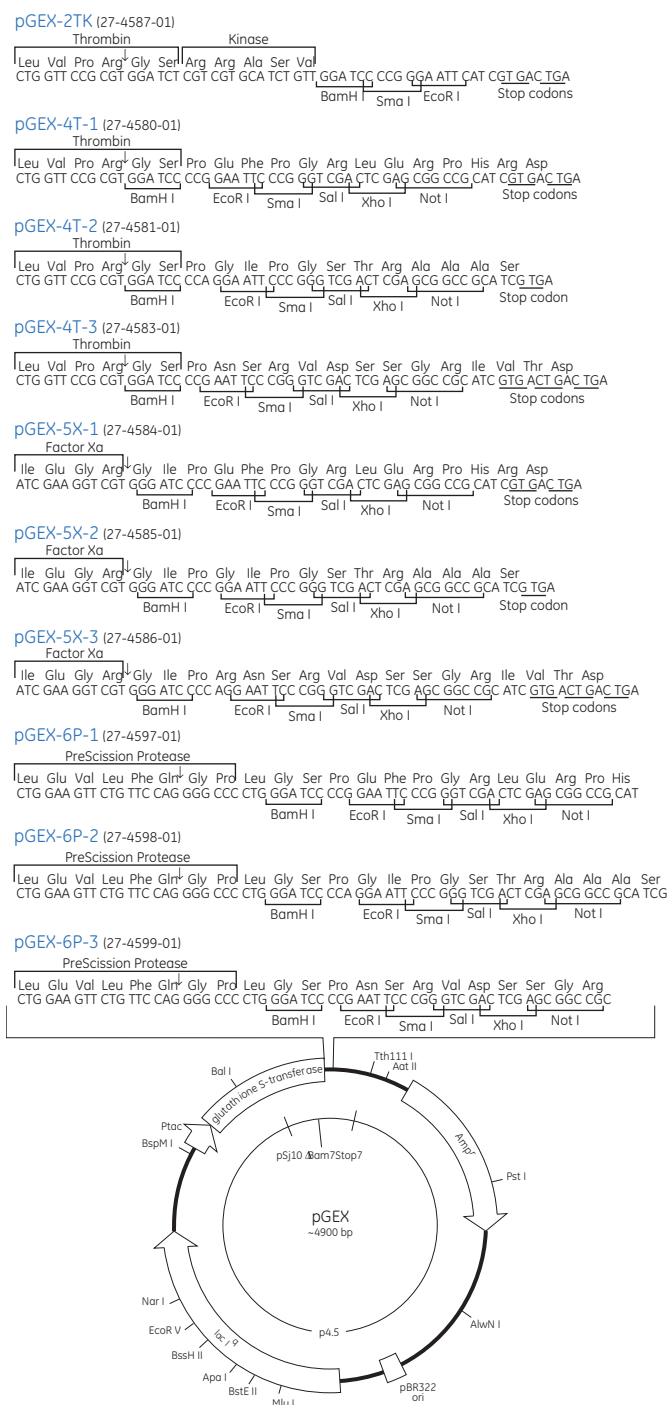 pGEX-2TK (27-4587-01)
Thrombin Kinase
Leu Val Pro Arg↓Gly Ser Arg Arg Ala Ser Val
CTG GTT CCG CGT GGA TCT CGT CGT GCA TCT GTT GGA TCC CCG GGA ATT CAT CGT GAC TGA
BamH I Sma I EcoR I Stop codons
pGEX-4T-1 (27-4580-01)
Thrombin
Leu Val Pro Arg↓Gly Ser Pro Glu Phe Pro Gly Arg Leu Glu Arg Pro His Arg Asp
CTG GTT CCG CGT GGA TCC CCG GAA TTC CCG GGT CGA CTC GAG CGG CCG CAT CGT GAC TGA
BamH I EcoR I Sma I Sal I Xho I Not I Stop codons
pGEX-4T-2 (27-4581-01)
Thrombin
Leu Val Pro Arg↓Gly Ser Pro Gly Ile Pro Gly Ser Thr Arg Ala Ala Ala Ser
CTG GTT CCG CGT GGA TCC CCA GGA ATT CCC GGG TCG ACT CGA GCG GCC GCA TCG TGA
BamH I EcoR I Sma I Sal I Xho I Not I Stop codon
pGEX-4T-3 (27-4583-01)
Thrombin
Leu Val Pro Arg↓Gly Ser Pro Asn Ser Arg Val Asp Ser Ser Gly Arg Ile Val Thr Asp
CTG GTT CCG CGT GGA TCC CCG AAT TCC CGG GTC GAC TCG AGC GGC CGC ATC GTG ACT GAC TGA
BamH I EcoR I Sma I Sal I Xho I Not I Stop codons
pGEX-5X-1 (27-4584-01)
Factor Xa
Ile Glu Gly Arg↓Gly Ile Pro Glu Phe Pro Gly Arg Leu Glu Arg Pro His Arg Asp
ATC GAA GGT CGT GGG ATC CCC GAA TTC CCG GGT CGA CTC GAG CGG CCG CAT CGT GAC TGA
BamH I EcoR I Sma I Sal I Xho I Not I Stop codons
pGEX-5X-2 (27-4585-01)
Factor Xa
Ile Glu Gly Arg↓Gly Ile Pro Gly Ile Pro Gly Ser Thr Arg Ala Ala Ala Ser
ATC GAA GGT CGT GGG ATC CCC GGA ATT CCC GGG TCG ACT CGA GCG GCC GCA TCG TGA
BamH I EcoR I Sma I Sal I Xho I Not I Stop codon
pGEX-5X-3 (27-4586-01)
Factor Xa
Ile Glu Gly Arg↓Gly Ile Pro Arg Asn Ser Arg Val Asp Ser Ser Gly Arg Ile Val Thr Asp
ATC GAA GGT CGT GGG ATC CCC AGG AAT TCC CGG GTC GAC TCG AGC GGC CGC ATC GTG ACT GAC TGA
BamH I EcoR I Sma I Sal I Xho I Not I Stop codons
pGEX-6P-1 (27-4597-01)
PreScission Protease
Leu Glu Val Leu Phe Gln↓Gly Pro Leu Gly Ser Pro Glu Phe Pro Gly Arg Leu Glu Arg Pro His
CTG GAA GTT CTG TTC CAG GGG CCC CTG GGA TCC CCG GAA TTC CCG GGT CGA CTC GAG CGG CCG CAT
BamH I EcoR I Sma I Sal I Xho I Not I
pGEX-6P-2 (27-4598-01)
PreScission Protease
Leu Glu Val Leu Phe Gln↓Gly Pro Leu Gly Ser Pro Gly Ile Pro Gly Ser Thr Arg Ala Ala Ala Ser
CTG GAA GTT CTG TTC CAG GGG CCC CTG GGA TCC CCA GGA ATT CCC GGG TCG ACT CGA GCG GCC GCA TCG
BamH I EcoR I Sma I Sal I Xho I Not I
pGEX-6P-3 (27-4599-01)
PreScission Protease
Leu Glu Val Leu Phe Gln↓Gly Pro Leu Gly Ser Pro Asn Ser Arg Val Asp Ser Ser Gly Arg
CTG GAA GTT CTG TTC CAG GGG CCC CTG GGA TCC CCG AAT TCC CGG GTC GAC TCG AGC GGC CGC
BamH I EcoR I Sma I Sal I Xho I Not I
Tth111 I
Aat II
Bal I
glutathione S-transferase
Ptac
BspM I
Ampr
pSj10 ΔBam7Stop7
Pst I
pGEX
~4900 bp
Nar I
AlwN I
p4.5
EcoR V
lac Iq
BssH II
Apa I
BstE II
Mlu I
pBR322
ori